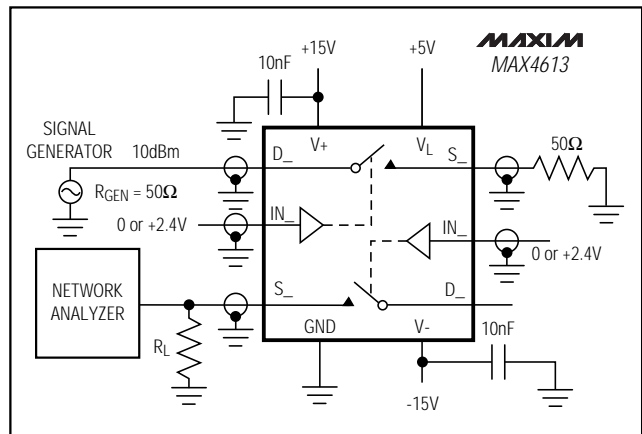 +15V
+5V
MAXIM
MAX4613
10nF
SIGNAL
GENERATOR
10dBm
D_
V+
VL
S_
50Ω
RGEN = 50Ω
0 or +2.4V
IN_
IN_
0 or +2.4V
NETWORK
ANALYZER
S_
D_
RL
GND
V-
10nF
-15V